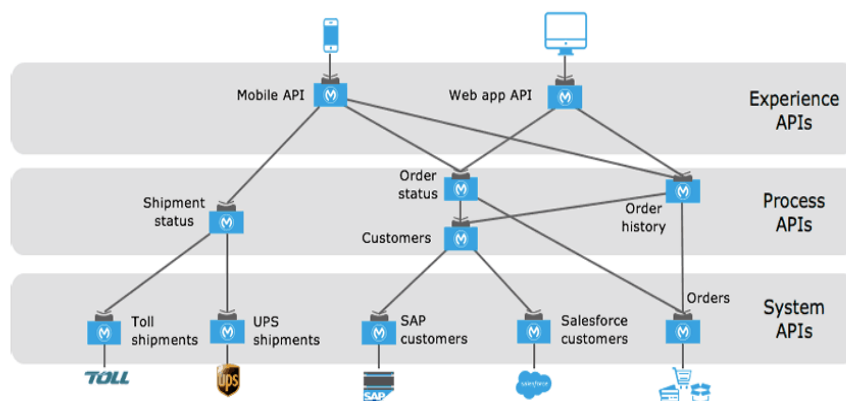 Mobile API
Web app API
Experience
APIs
Order
status
Shipment
status
Order
history
Process
APIs
Customers
Orders
Toll
shipments
UPS
shipments
SAP
customers
Salesforce
customers
System
APIs
TOLL
ups
SAP
salesforce